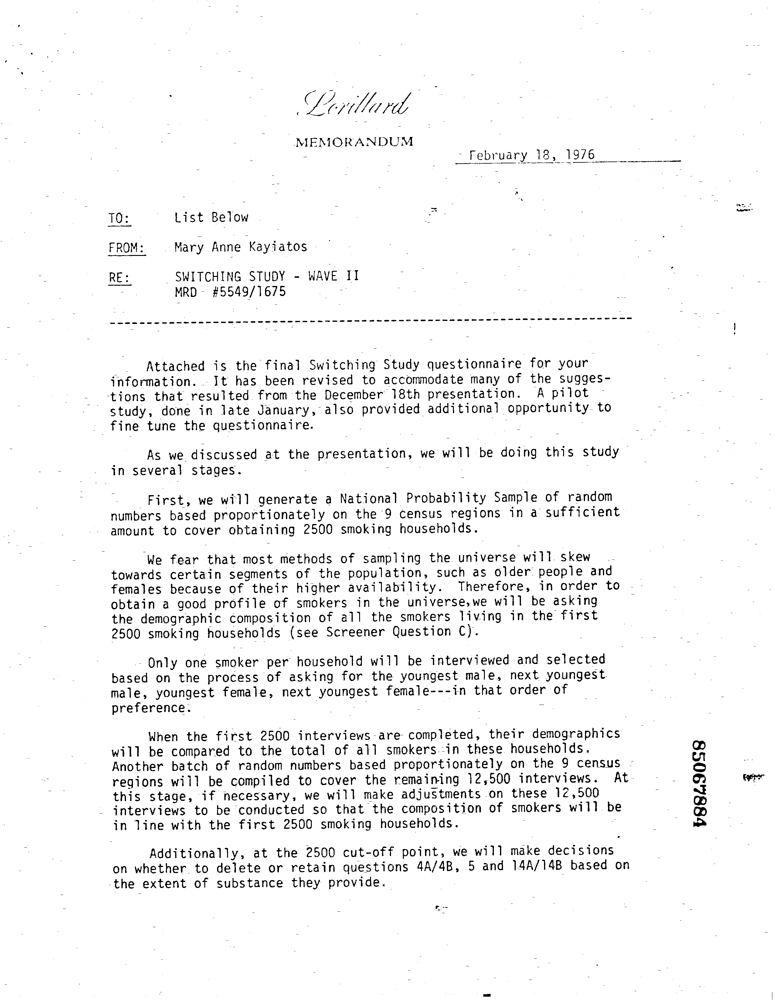 Lorillard
MEMORANDUM
February 18, 1976
TO: List Below
FROM: Mary Anne Kayiatos
RE: SWITCHING STUDY - WAVE II
MRD #5549/1675
Attached is the final Switching Study questionnaire for your
information. It has been revised to accommodate many of the sugges-
tions that resulted from the December 18th presentation. A pilot
study, done in late January, also provided additional opportunity to
fine tune the questionnaire.
As we discussed at the presentation, we will be doing this study
in several stages.
First, we will generate a National Probability Sample of random
numbers based proportionately on the 9 census regions in a sufficient
amount to cover obtaining 2500 smoking households.
We fear that most methods of sampling the universe will skew
towards certain segments of the population, such as older people and
females because of their higher availability. Therefore, in order to
obtain a good profile of smokers in the universe,we will be asking
the demographic composition of all the smokers living in the first
2500 smoking households (see Screener Question C).
Only one smoker per household will be interviewed and selected
based on the process of asking for the youngest male, next youngest
male, youngest female, next youngest female---in that order of
preference.
When the first 2500 interviews are completed, their demographics
will be compared to the total of all smokers in these households.
Another batch of random numbers based proportionately on the 9 census
regions will be compiled to cover the remaining 12,500 interviews. At
this stage, if necessary, we will make adjustments on these 12,500
interviews to be conducted so that the composition of smokers will be
in line with the first 2500 smoking households.
Additionally, at the 2500 cut-off point, we will make decisions
on whether to delete or retain questions 4A/4B, 5 and 14A/14B based on
the extent of substance they provide.
85067884